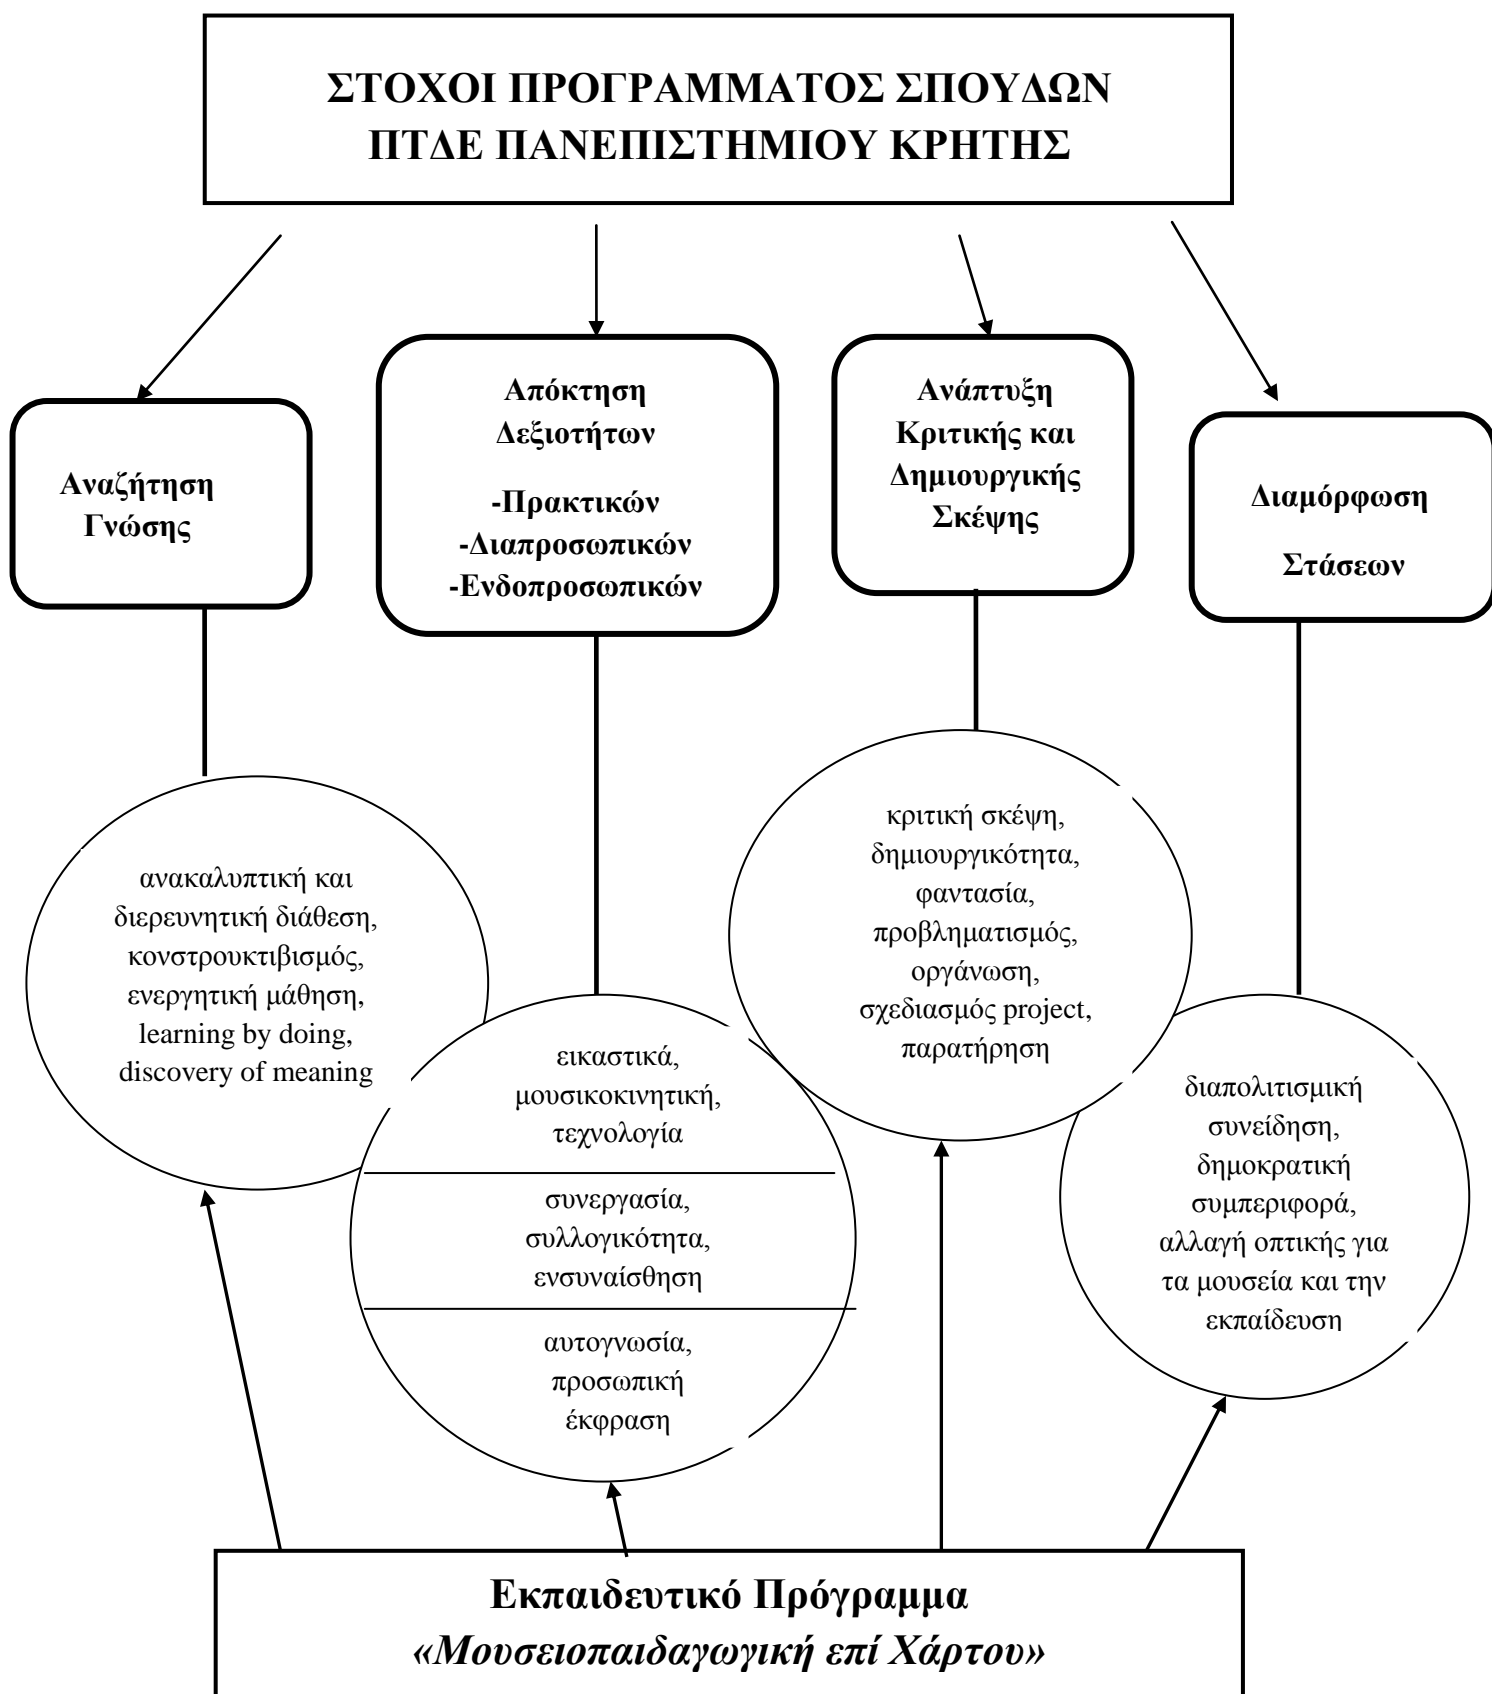 ΣΤΟΧΟΙ ΠΡΟΓΡΑΜΜΑΤΟΣ ΣΠΟΥΔΩΝ
ΠΤΔΕ ΠΑΝΕΠΙΣΤΗΜΙΟΥ ΚΡΗΤΗΣ
Αναζήτηση
Γνώσης
Απόκτηση
Δεξιοτήτων
-Πρακτικών
-Διαπροσωπικών
-Ενδοπροσωπικών
Ανάπτυξη
Κριτικής και
Δημιουργικής
Σκέψης
Διαμόρφωση
Στάσεων
ανακαλυπτική και
διερευνητική διάθεση,
κονστρουκτιβισμός,
ενεργητική μάθηση,
learning by doing,
discovery of meaning
εικαστικά,
μουσικοκινητική,
τεχνολογία
συνεργασία,
συλλογικότητα,
ενσυναίσθηση
αυτογνωσία,
προσωπική
έκφραση
κριτική σκέψη,
δημιουργικότητα,
φαντασία,
προβληματισμός,
οργάνωση,
σχεδιασμός project,
παρατήρηση
διαπολιτισμική
συνείδηση,
δημοκρατική
συμπεριφορά,
αλλαγή οπτικής για
τα μουσεία και την
εκπαίδευση
Εκπαιδευτικό Πρόγραμμα
«Μουσειοπαιδαγωγική επί Χάρτου»